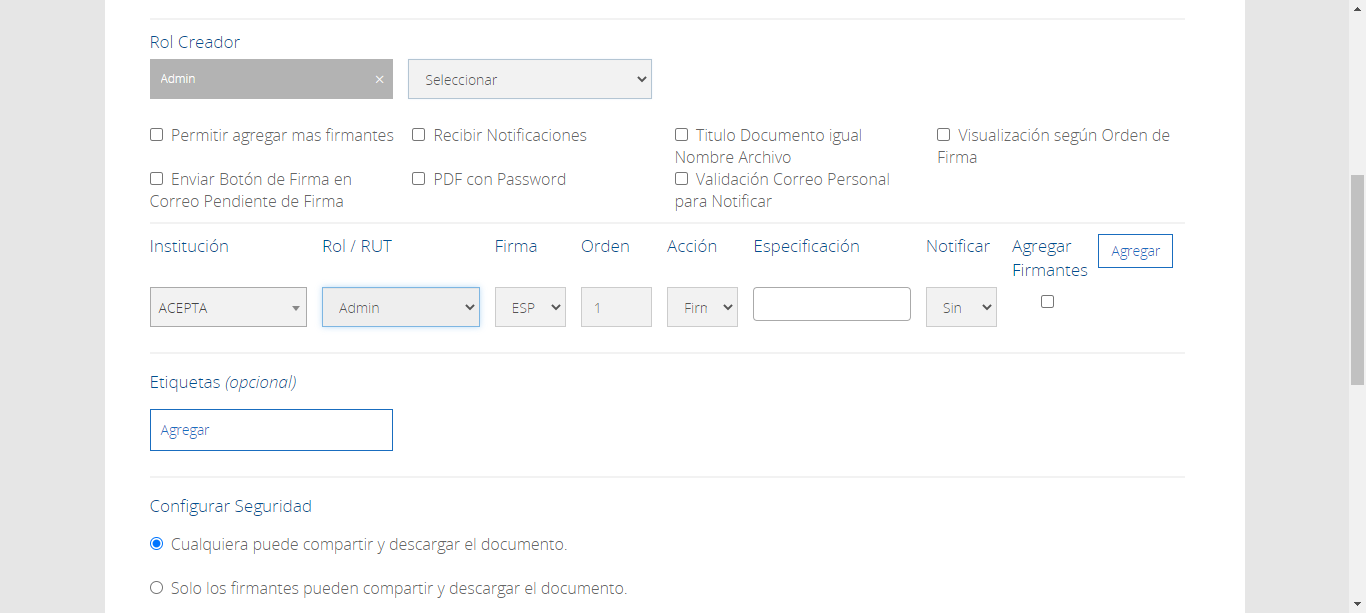 Rol Creador
Admin ×
Seleccionar
Permitir agregar mas firmantes
Recibir Notificaciones
Titulo Documento igual
Nombre Archivo
Visualización según Orden de
Firma
Enviar Botón de Firma en
Correo Pendiente de Firma
PDF con Password
Validación Correo Personal
para Notificar
Institución Rol / RUT Firma Orden Acción Especificación Notificar
Agregar
Firmantes
Agregar
ACEPTA Admin ESP 1 Firn Sin
Etiquetas (opcional)
Agregar
Configurar Seguridad
Cualquiera puede compartir y descargar el documento.
Solo los firmantes pueden compartir y descargar el documento.